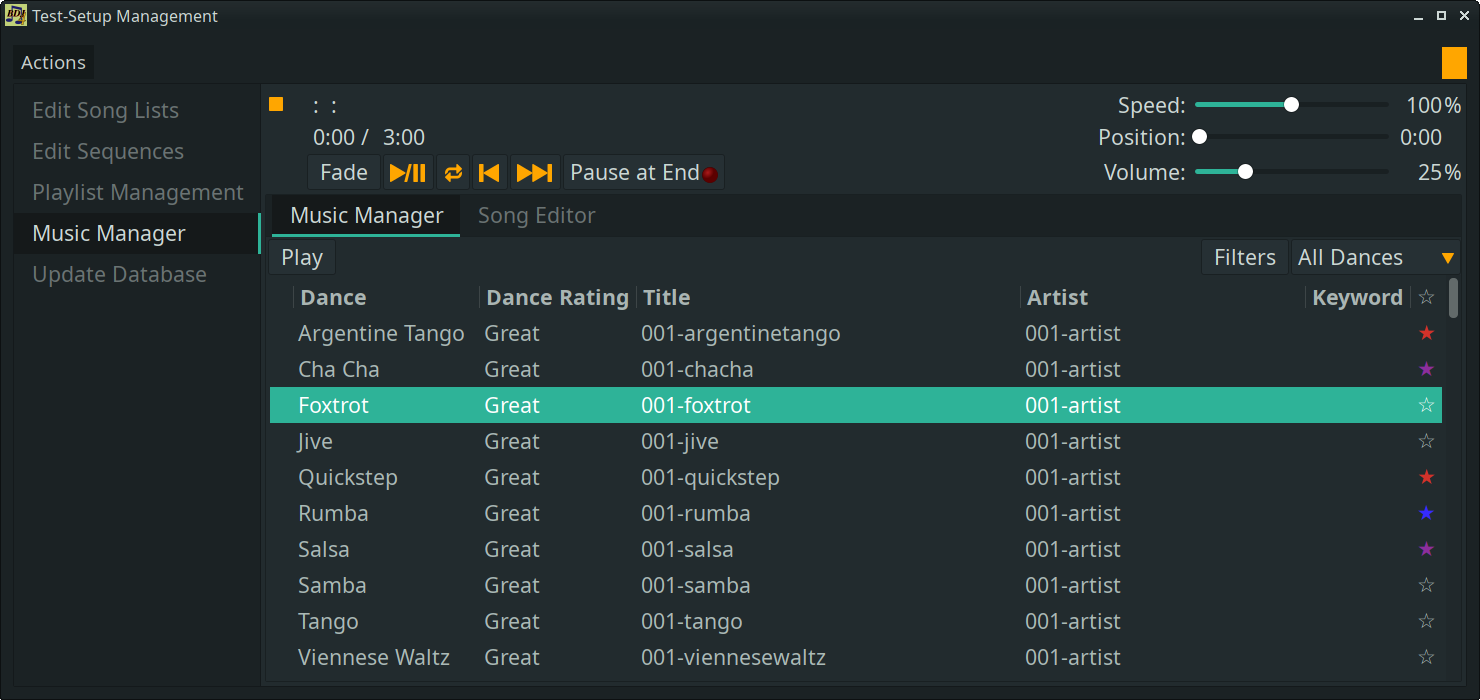 Test-Setup Management
Actions
Edit Song Lists
Edit Sequences
Playlist Management
Music Manager
Update Database
: :
0:00 / 3:00
Fade
Pause at End
Speed: 100%
Position: 0:00
Volume: 25%
Music Manager Song Editor
Play Filters All Dances
Dance Dance Rating Title Artist Keyword ☆
Argentine Tango Great 001-argentinetango 001-artist ★
Cha Cha Great 001-chacha 001-artist ★
Foxtrot Great 001-foxtrot 001-artist ☆
Jive Great 001-jive 001-artist ☆
Quickstep Great 001-quickstep 001-artist ★
Rumba Great 001-rumba 001-artist ★
Salsa Great 001-salsa 001-artist ★
Samba Great 001-samba 001-artist ☆
Tango Great 001-tango 001-artist ☆
Viennese Waltz Great 001-viennesewaltz 001-artist ☆